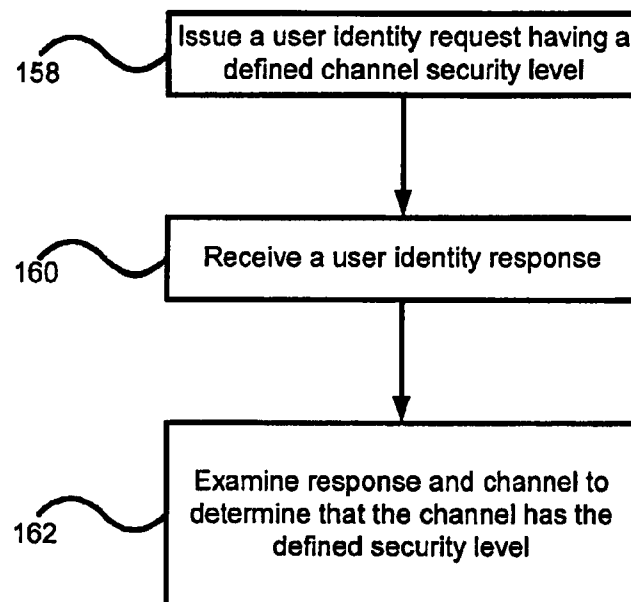 Issue a user identity request having a
defined channel security level
158
Receive a user identity response
160
Examine response and channel to
determine that the channel has the
defined security level
162